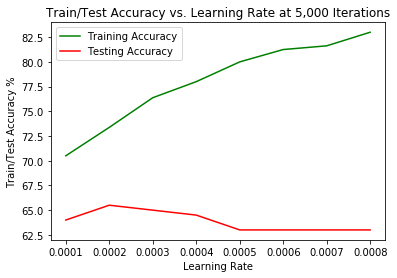 Train/Test Accuracy vs. Learning Rate at 5,000 Iterations
Training Accuracy
Testing Accuracy
Train/Test Accuracy %
82.5
80.0
77.5
75.0
72.5
70.0
67.5
65.0
62.5
0.0001 0.0002 0.0003 0.0004 0.0005 0.0006 0.0007 0.0008
Learning Rate